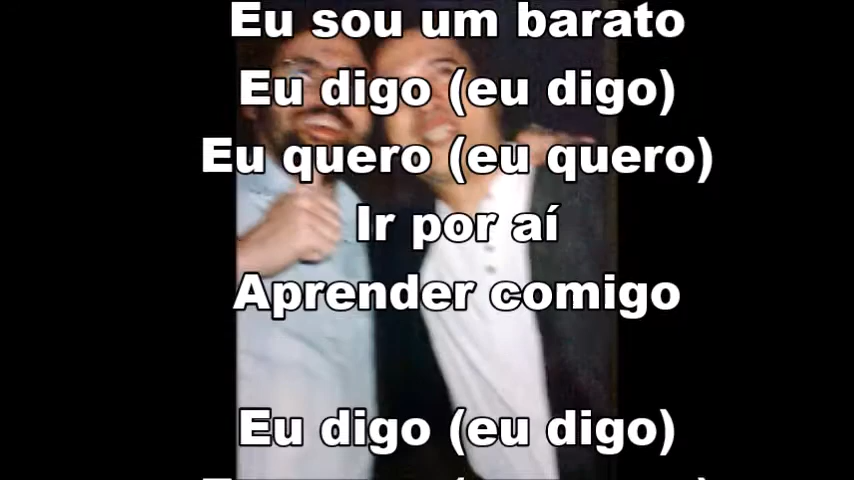 Eu sou um barato
Eu digo (eu digo)
Eu quero (eu quero)
Ir por aí
Aprender comigo
Eu digo (eu digo)